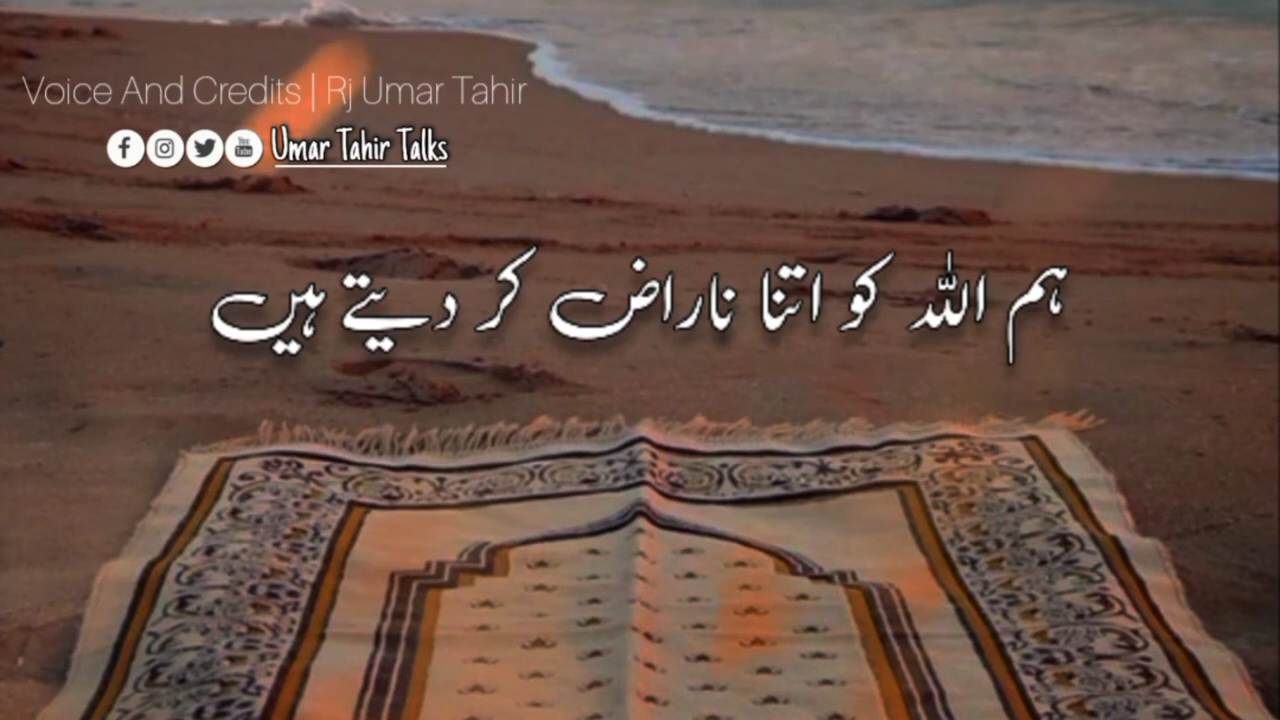 Voice And Credits | Rj Umar Tahir
Umar Tahir Talks
ہم اللہ کو اتنا ناراض کر دیتے ہیں